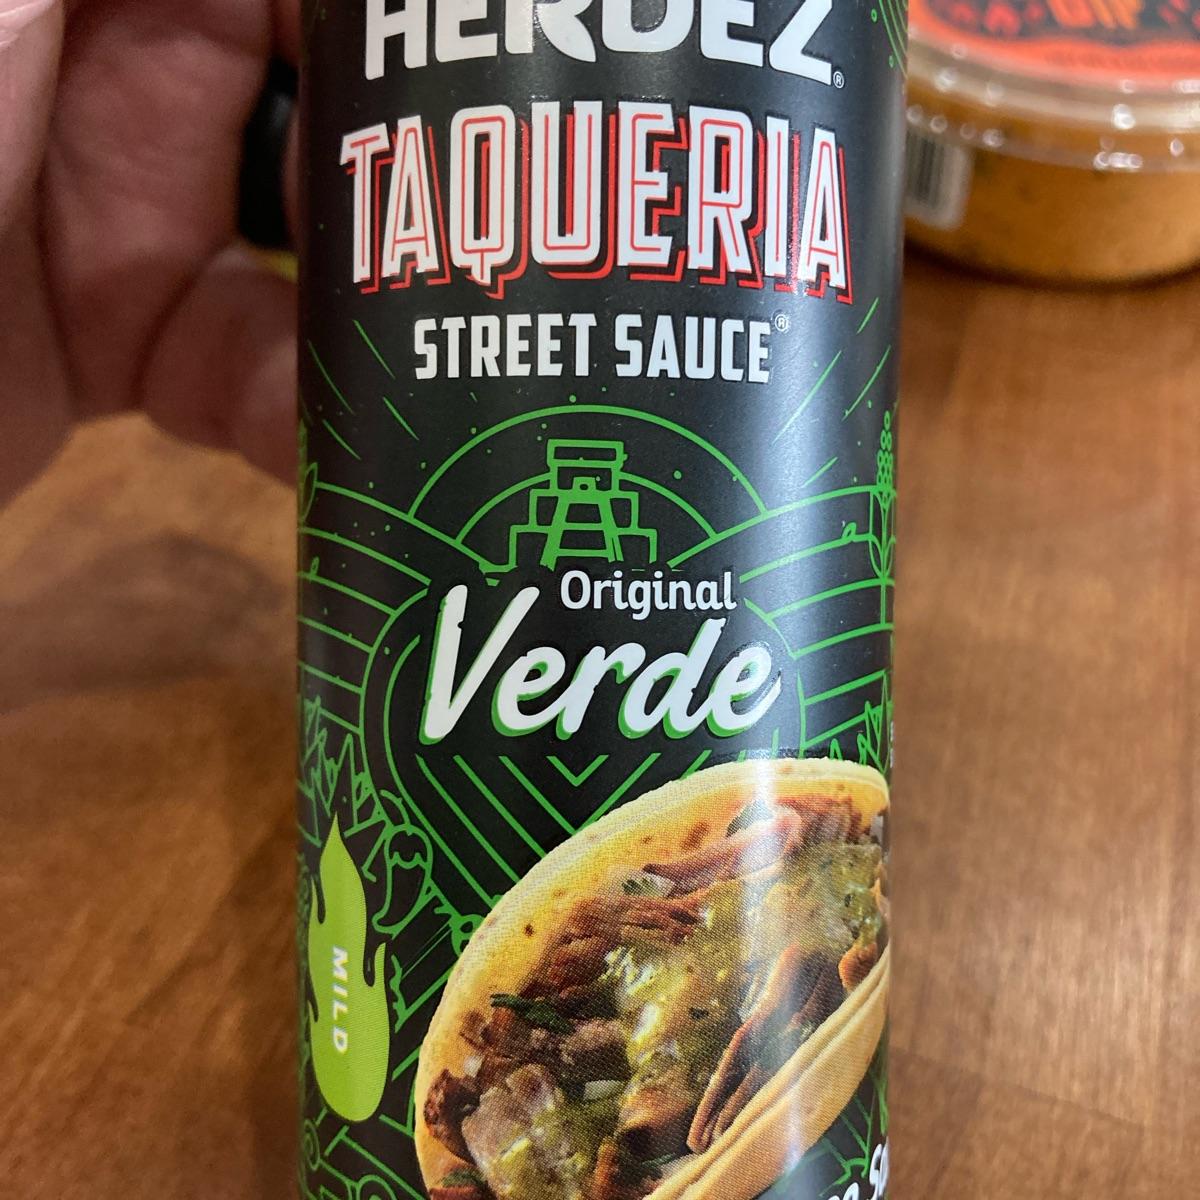 HERDEZ®
TAQUERIA
STREET SAUCE®
Original
Verde
MILD